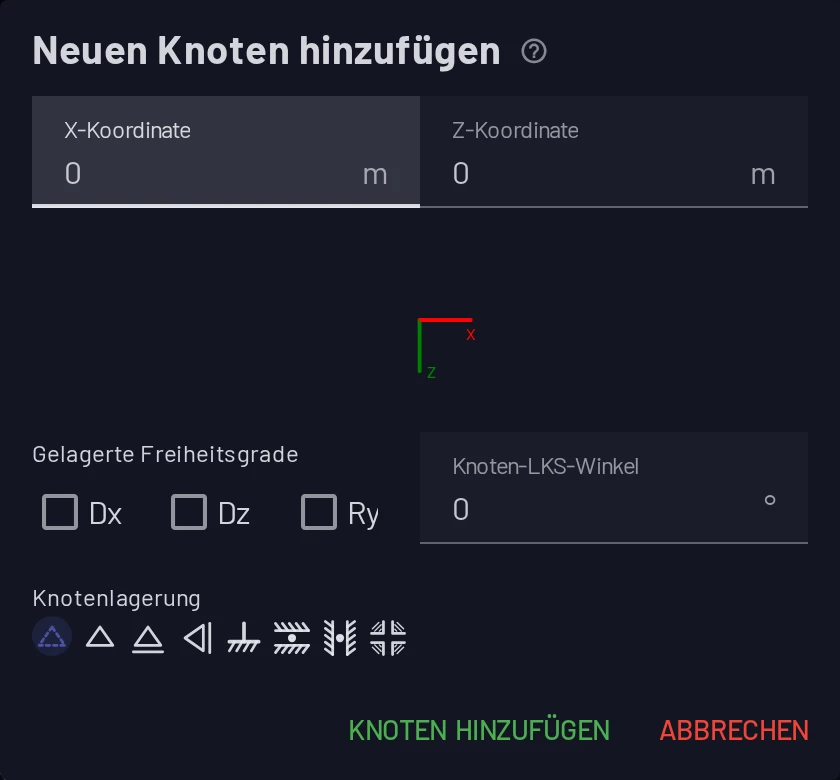 Neuen Knoten hinzufügen ?
X-Koordinate
0 m
Z-Koordinate
0 m
x
z
Gelagerte Freiheitsgrade
Dx Dz Ry
Knoten-LKS-Winkel
0 °
Knotenlagerung
KNOTEN HINZUFÜGEN ABBRECHEN